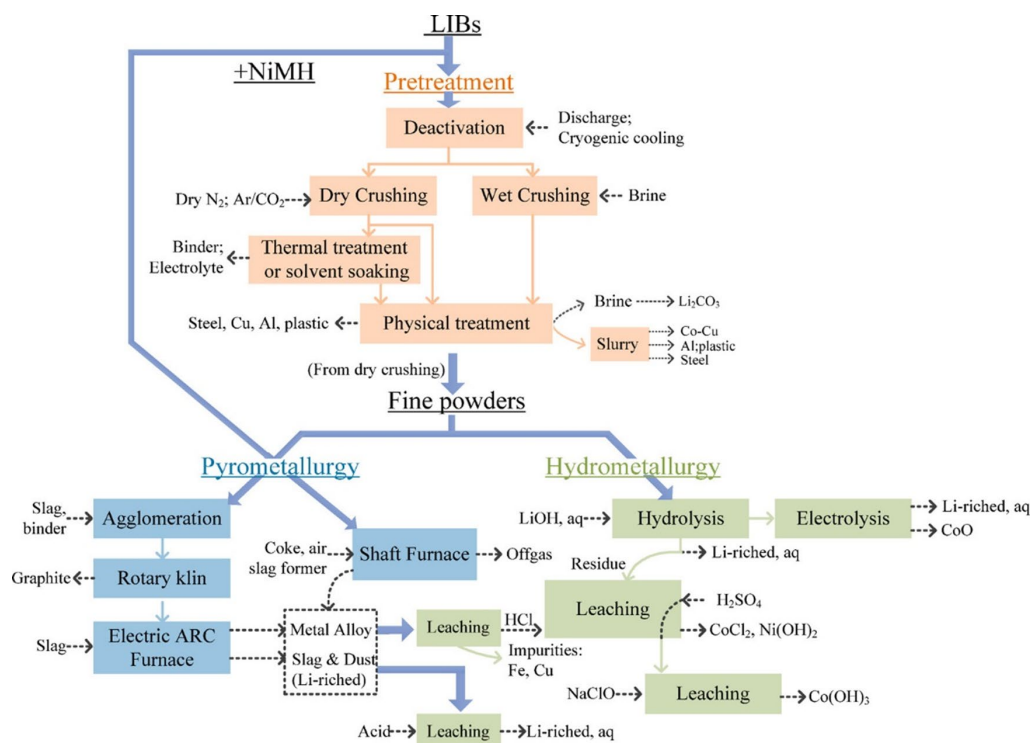 LIBs
+NiMH
Pretreatment
Deactivation
Discharge;
Cryogenic cooling
Dry N₂; Ar/CO₂
Dry Crushing
Wet Crushing
Brine
Binder;
Electrolyte
Thermal treatment
or solvent soaking
Steel, Cu, Al, plastic
Physical treatment
Brine
Li₂CO₃
Slurry
Co-Cu
Al;plastic
Steel
(From dry crushing)
Fine powders
Pyrometallurgy
Hydrometallurgy
Slag,
binder
Agglomeration
LiOH, aq
Hydrolysis
Electrolysis
Li-riched, aq
CoO
Coke, air
slag former
Shaft Furnace
Offgas
Li-riched, aq
Graphite
Rotary klin
Residue
Leaching
H₂SO₄
CoCl₂, Ni(OH)₂
Slag
Electric ARC
Furnace
Metal Alloy
Slag & Dust
(Li-riched)
Leaching
HCl
Impurities:
Fe, Cu
NaClO
Leaching
Co(OH)₃
Acid
Leaching
Li-riched, aq